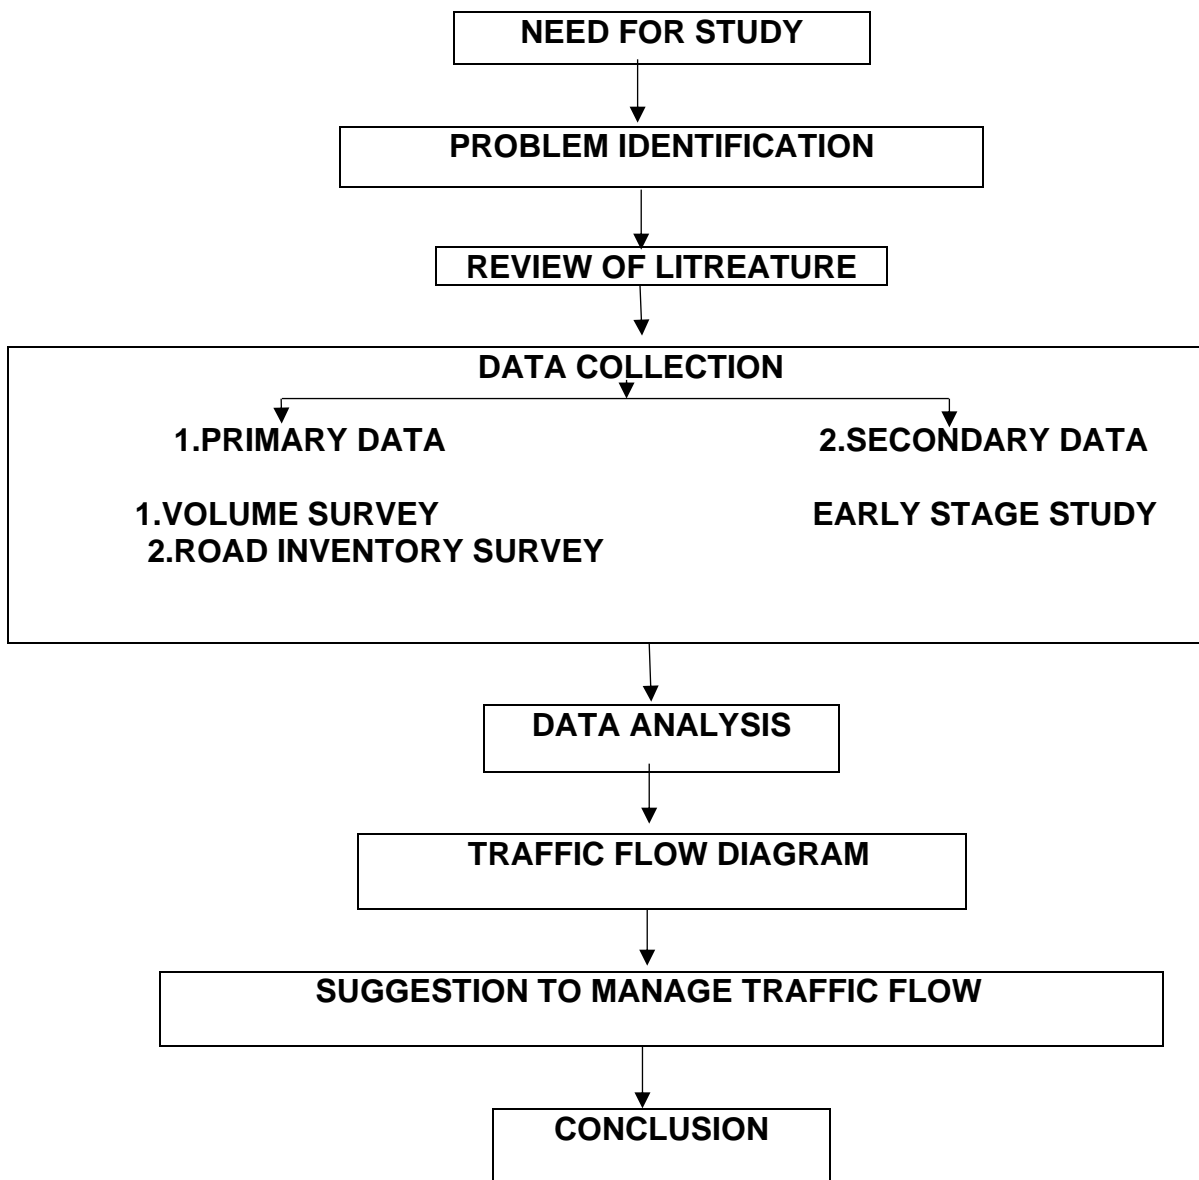 NEED FOR STUDY
PROBLEM IDENTIFICATION
REVIEW OF LITREATURE
DATA COLLECTION
1.PRIMARY DATA
2.SECONDARY DATA
1.VOLUME SURVEY
EARLY STAGE STUDY
2.ROAD INVENTORY SURVEY
DATA ANALYSIS
TRAFFIC FLOW DIAGRAM
SUGGESTION TO MANAGE TRAFFIC FLOW
CONCLUSION